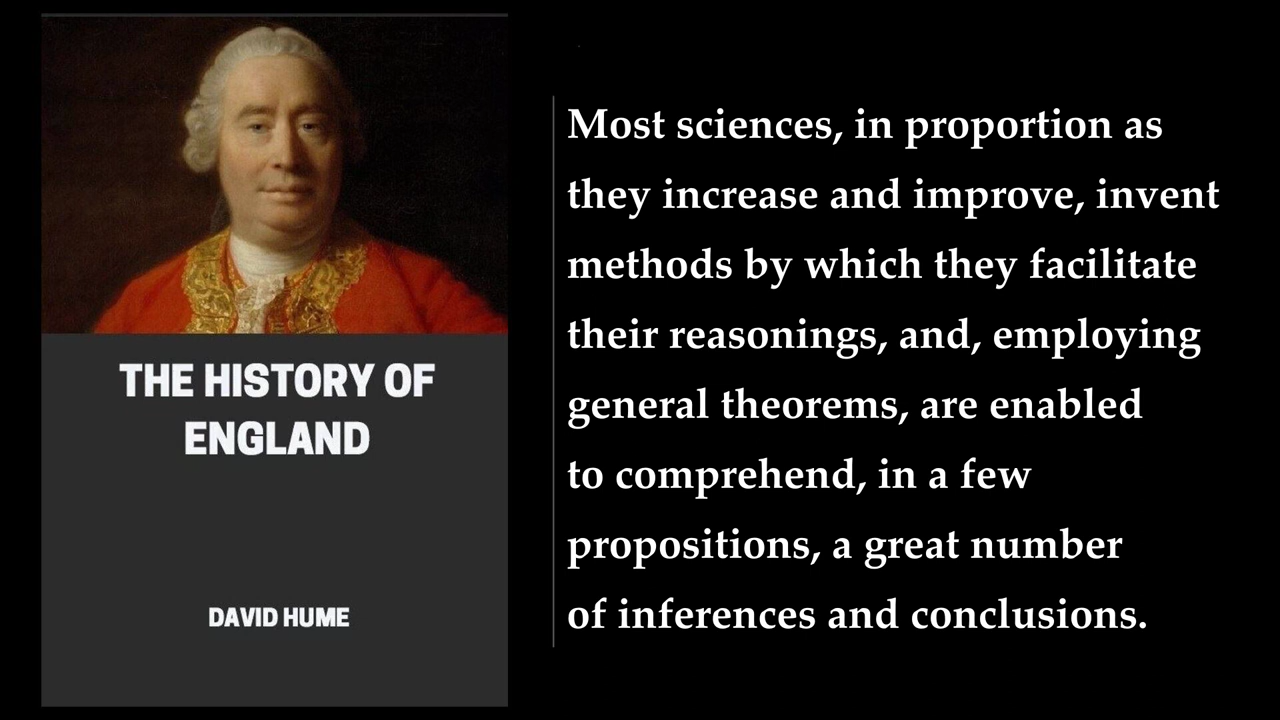 THE HISTORY OF
ENGLAND
DAVID HUME
Most sciences, in proportion as
they increase and improve, invent
methods by which they facilitate
their reasonings, and, employing
general theorems, are enabled
to comprehend, in a few
propositions, a great number
of inferences and conclusions.